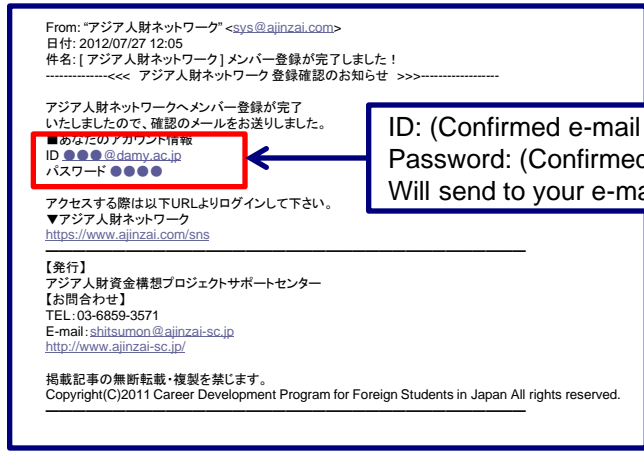 From: “アジア人財ネットワーク” <sys@ajinzai.com>
日付: 2012/07/27 12:05
件名: [ アジア人財ネットワーク ] メンバー登録が完了しました！
--------------<<< アジア人財ネットワーク 登録確認のお知らせ >>>------------------
アジア人財ネットワークへメンバー登録が完了
いたしましたので、確認のメールをお送りしました。
■あなたのアカウント情報
ID ●●●@damy.ac.jp
パスワード ●●●●
ID: (Confirmed e-mail
Password: (Confirmed
Will send to your e-ma
アクセスする際は以下URLよりログインして下さい。
▼アジア人財ネットワーク
https://www.ajinzai.com/sns
【発行】
アジア人財資金構想プロジェクトサポートセンター
【お問合わせ】
TEL：03-6859-3571
E-mail：shitsumon@ajinzai-sc.jp
http://www.ajinzai-sc.jp/
掲載記事の無断転載・複製を禁じます。
Copyright(C)2011 Career Development Program for Foreign Students in Japan All rights reserved.